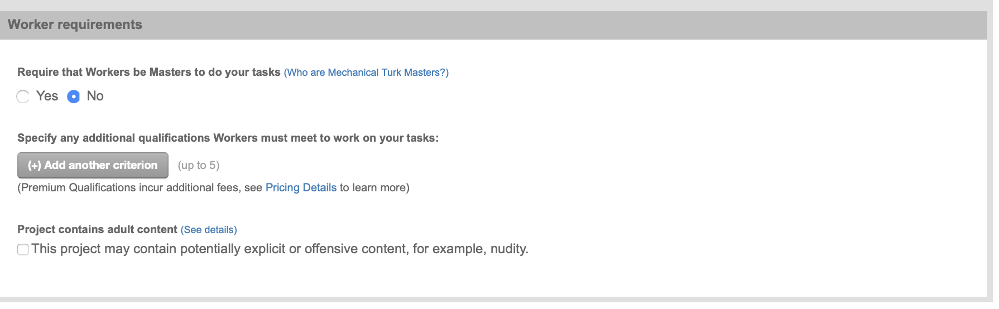 Worker requirements
Require that Workers be Masters to do your tasks (Who are Mechanical Turk Masters?)
Yes No
Specify any additional qualifications Workers must meet to work on your tasks:
(+) Add another criterion (up to 5)
(Premium Qualifications incur additional fees, see Pricing Details to learn more)
Project contains adult content (See details)
This project may contain potentially explicit or offensive content, for example, nudity.